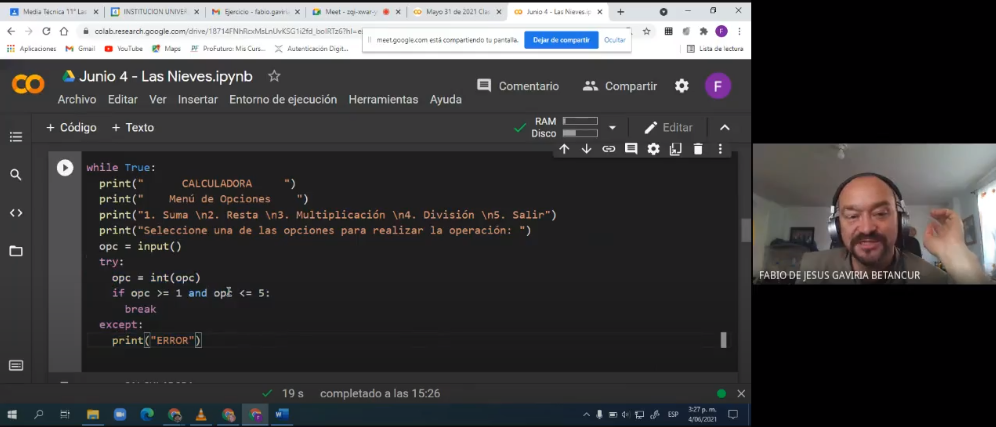 Media Técnica 11° La
INSTITUCION UNIVER
Ejercicio - fabio.gaviri
Meet - zqi-xwar-y
Mayo 31 de 2021 Cla
Junio 4 - Las Nieves.ip
colab.research.google.com/drive/
meet.google.com está compartiendo tu pantalla.
Dejar de compartir
Ocultar
Aplicaciones
Gmail
YouTube
Maps
ProFuturo: Mis Cur...
Autenticación Digit...
Lista de lectura
Junio 4 - Las Nieves.ipynb
Comentario
Compartir
F
Archivo Editar Ver Insertar Entorno de ejecución Herramientas Ayuda
+ Código + Texto
RAM
Disco
Editar
while True:
print(" CALCULADORA ")
print(" Menú de Opciones ")
print("1. Suma \n2. Resta \n3. Multiplicación \n4. División \n5. Salir")
print("Seleccione una de las opciones para realizar la operación: ")
opc = input()
try:
opc = int(opc)
if opc >= 1 and opc <= 5:
break
except:
print("ERROR")
19 s completado a las 15:26
ESP
3:27 p. m.
4/06/2021
FABIO DE JESUS GAVIRIA BETANCUR